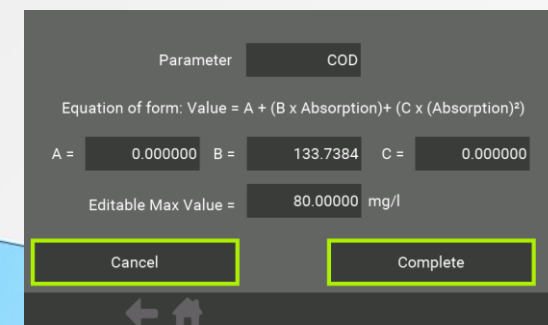 Parameter COD
Equation of form: Value = A + (B x Absorption)+ (C x (Absorption)²)
A = 0.000000 B = 133.7384 C = 0.000000
Editable Max Value = 80.00000 mg/l
Cancel Complete